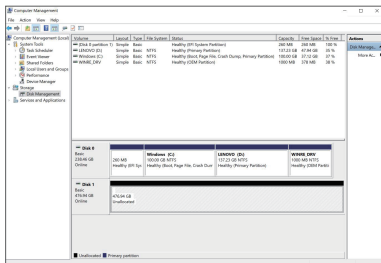 Computer Management
File Action View Help
Computer Management (Local)
System Tools
Task Scheduler
Event Viewer
Shared Folders
Local Users and Groups
Performance
Device Manager
Storage
Disk Management
Services and Applications
Volume Layout Type File System Status Capacity Free Space % Free
(Disk 0 partition 1) Simple Basic Healthy (EFI System Partition) 260 MB 260 MB 100 %
LENOVO (D:) Simple Basic NTFS Healthy (Primary Partition) 137.23 GB 47.94 GB 35 %
Windows (C:) Simple Basic NTFS Healthy (Boot, Page File, Crash Dump, Primary Partition) 100.00 GB 37.12 GB 37 %
WINRE_DRV Simple Basic NTFS Healthy (OEM Partition) 1000 MB 378 MB 38 %
Actions
Disk Manag...
More Ac...
Disk 0
Basic
238.46 GB
Online
260 MB
Healthy (EFI Sys
Windows (C:)
100.00 GB NTFS
Healthy (Boot, Page File, Crash Dum
LENOVO (D:)
137.23 GB NTFS
Healthy (Primary Partition)
WINRE_DRV
1000 MB NTFS
Healthy (OEM Partiti
Disk 1
Basic
476.94 GB
Online
476.94 GB
Unallocated
Unallocated Primary partition